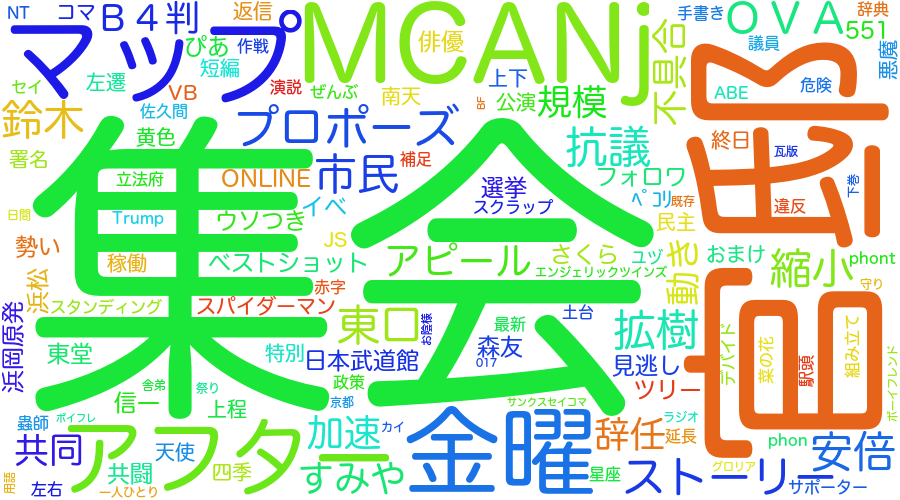 NT
コマ
B4判
返信
MCANj
OVA
辞典
手書き
551
マップ
ぴあ
作戦
俳優
不具合
議員
悪魔
短編
セイ
左遷
VB
演説
ぜんぶ
上下
ABE
危険
南天
公演
規模
鈴木
佐久間
BF
黄色
プロポーズ
抗議
終日
瓦版
署名
市民
補足
立法府
ONLINE
選挙
フォロワ
下巻
集会
スクラップ
ペコリ
既存
違反
日間
Trump
ウソつき
イベ
民主
勢い
JS
さくら
ユヅ
動き
おまけ
稼働
ベストショット
アピール
エンジェリックツインズ
縮小
phont
浜松
赤字
守り
スタンディング
スパイダーマン
浜岡原発
東口
お陰様
最新
土台
拡樹
東堂
特別
日本武道館
森友
017
デバイド
菜の花
駅頭
組み立て
舎弟
政策
見逃し
ボーイフレンド
信一
祭り
京都
サンクスセイコマ
ツリー
蟲師
ボイフレ
上程
アフタ
加速
カイ
金曜
辞任
ラジオ
延長
phon
安倍
共同
天使
共闘
四季
すみや
星座
ストーリー
グロリア
用語
左右
一人ひとり
サポーター